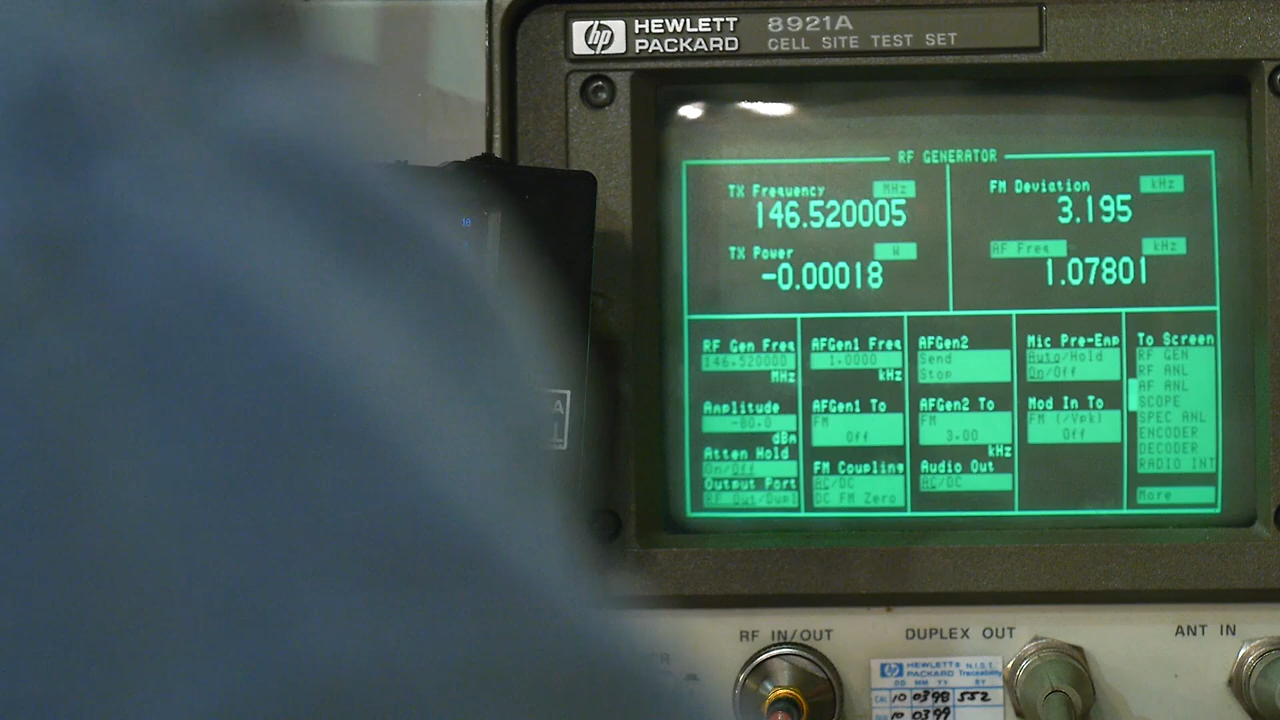 hp HEWLETT PACKARD
8921A
CELL SITE TEST SET
RF GENERATOR
TX Frequency MHz
146.520005
TX Power W
-0.00018
FM Deviation kHz
3.195
AF Freq kHz
1.07801
RF Gen Freq
146.520000
MHz
Amplitude
-80.0
dBm
Atten Hold
On/Off
Output Port
RF Out/Dupl
AFGen1 Freq
1.0000
kHz
AFGen1 To
FM
Off
FM Coupling
AC/DC
DC FM Zero
AFGen2
Send
Stop
AFGen2 To
FM
3.00
kHz
Audio Out
AC/DC
Mic Pre-Emp
Auto/Hold
On/Off
Mod In To
FM (/Vpk)
Off
To Screen
RF GEN
RF ANL
AF ANL
SCOPE
SPEC ANL
ENCODER
DECODER
RADIO INT
More
10
RF IN/OUT
DUPLEX OUT
ANT IN
hp HEWLETT® PACKARD N.I.S.T. Traceability
DD MM YY BY
CAL 10 0398 552
10 0399